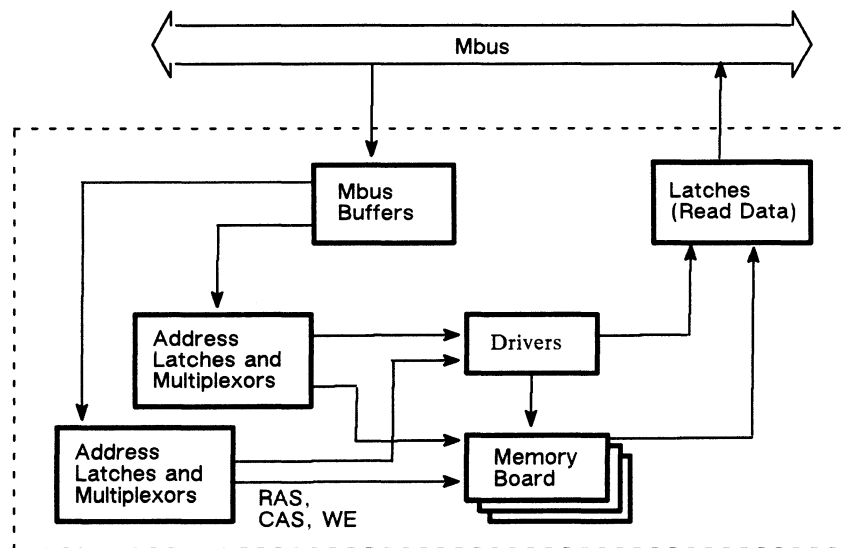 Mbus
Mbus
Buffers
Latches
(Read Data)
Address
Latches and
Multiplexors
Drivers
Address
Latches and
Multiplexors
Memory
Board
RAS,
CAS, WE